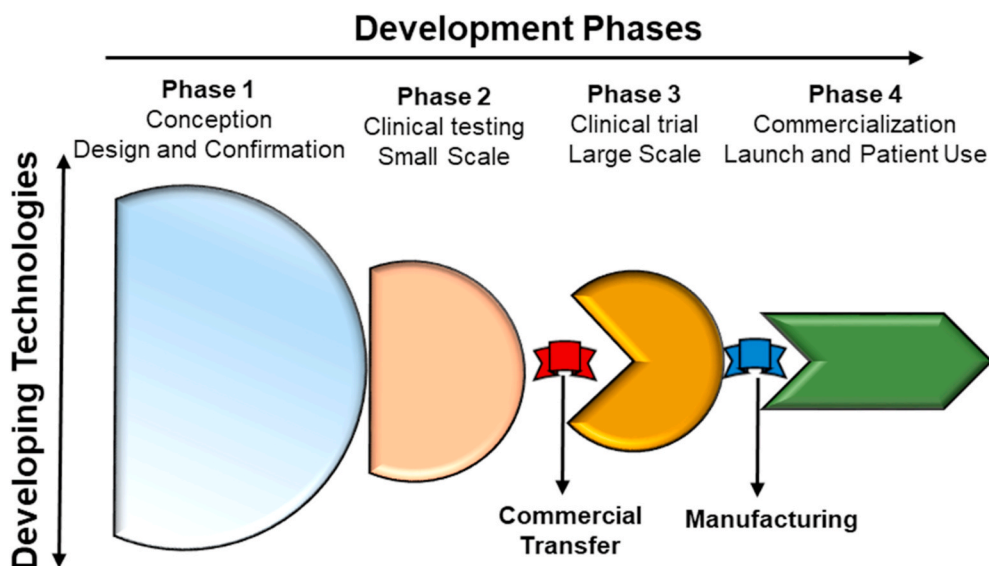 Development Phases
Phase 1
Conception
Design and Confirmation
Phase 2
Clinical testing
Small Scale
Phase 3
Clinical trial
Large Scale
Phase 4
Commercialization
Launch and Patient Use
Developing Technologies
Commercial
Transfer
Manufacturing